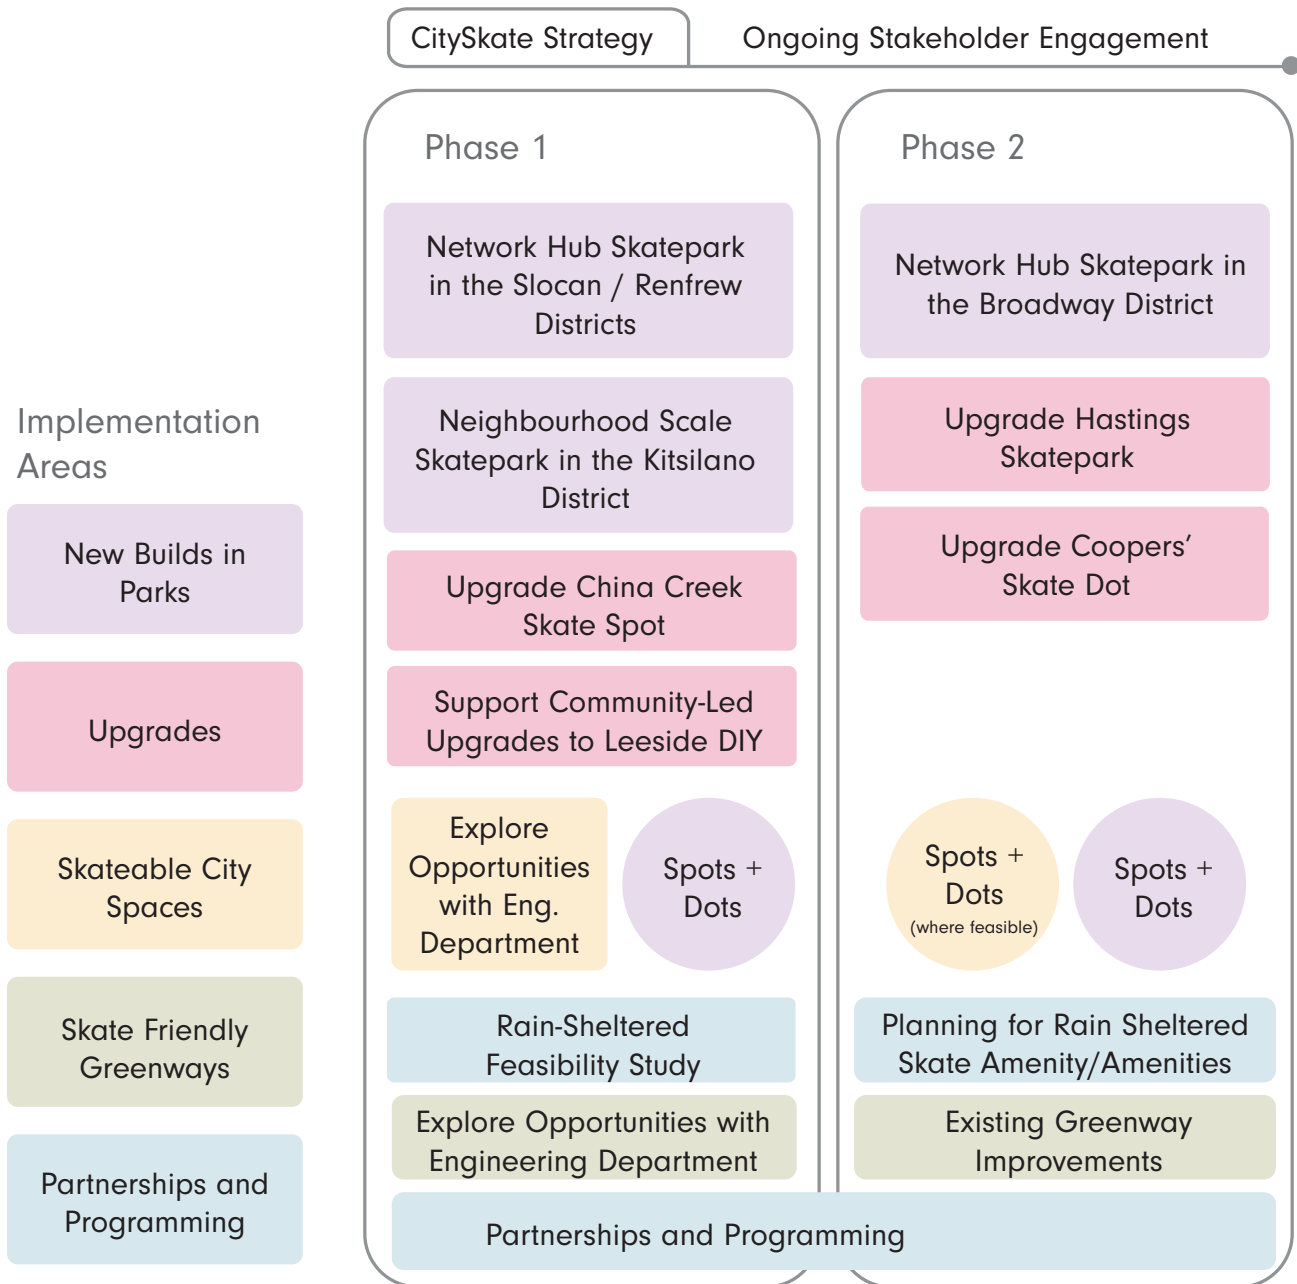 CitySkate Strategy
Ongoing Stakeholder Engagement
Implementation
Areas
New Builds in
Parks
Upgrades
Skateable City
Spaces
Skate Friendly
Greenways
Partnerships and
Programming
Phase 1
Network Hub Skatepark
in the Slocan / Renfrew
Districts
Neighbourhood Scale
Skatepark in the Kitsilano
District
Upgrade China Creek
Skate Spot
Support Community-Led
Upgrades to Leeside DIY
Explore
Opportunities
with Eng.
Department
Spots +
Dots
Rain-Sheltered
Feasibility Study
Explore Opportunities with
Engineering Department
Phase 2
Network Hub Skatepark in
the Broadway District
Upgrade Hastings
Skatepark
Upgrade Coopers’
Skate Dot
Spots +
Dots
(where feasible)
Spots +
Dots
Planning for Rain Sheltered
Skate Amenity/Amenities
Existing Greenway
Improvements
Partnerships and Programming